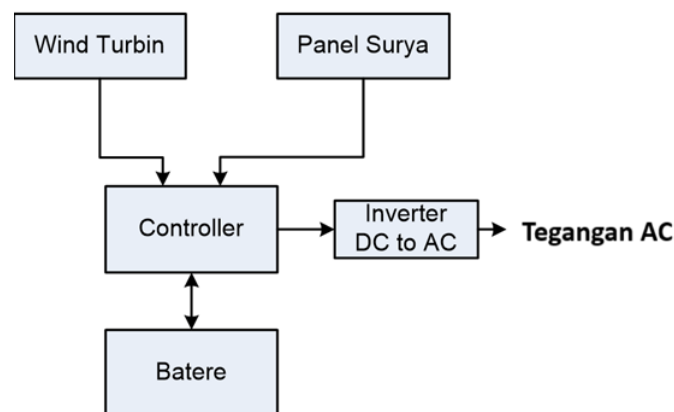 Wind Turbin
Panel Surya
Controller
Inverter
DC to AC
Tegangan AC
Batere